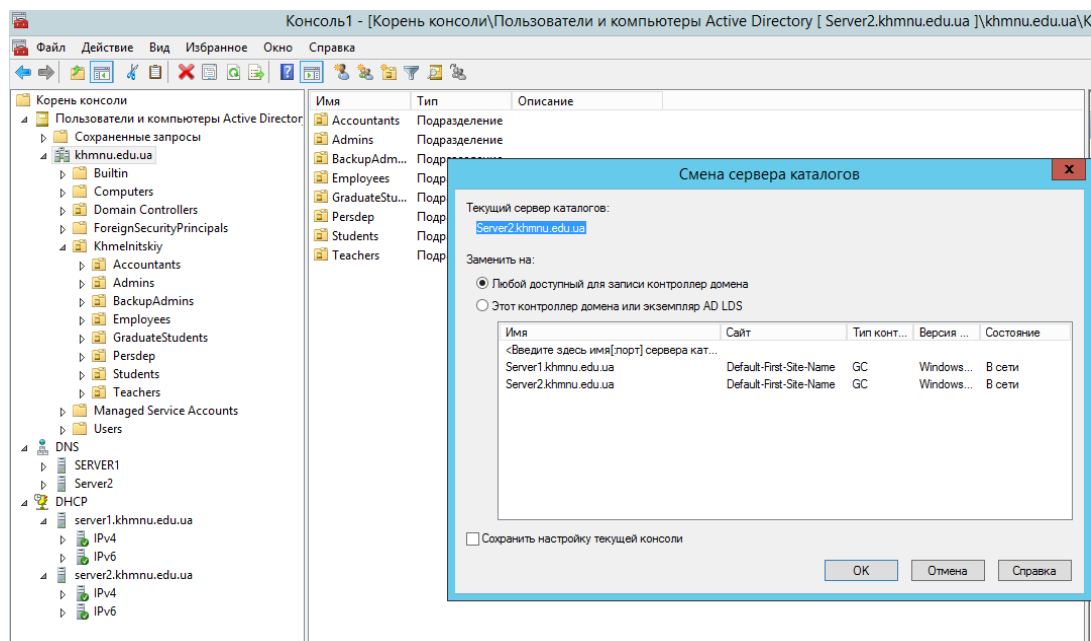 Консоль1 - [Корень консоли\Пользователи и компьютеры Active Directory [ Server2.khmnu.edu.ua ]\khmnu.edu.ua\K
Файл Действие Вид Избранное Окно Справка
Корень консоли
Пользователи и компьютеры Active Director
Сохраненные запросы
khmnu.edu.ua
Builtin
Computers
Domain Controllers
ForeignSecurityPrincipals
Khmelnitskiy
Accountants
Admins
BackupAdmins
Employees
GraduateStudents
Persdep
Students
Teachers
Managed Service Accounts
Users
DNS
SERVER1
Server2
DHCP
server1.khmnu.edu.ua
IPv4
IPv6
server2.khmnu.edu.ua
IPv4
IPv6
Имя Тип Описание
Accountants Подразделение
Admins Подразделение
BackupAdm... Подразделение
Employees Подр
GraduateStu... Подр
Persdep Подр
Students Подр
Teachers Подр
Смена сервера каталогов
x
Текущий сервер каталогов:
Server2.khmnu.edu.ua
Заменить на:
Любой доступный для записи контроллер домена
Этот контроллер домена или экземпляр AD LDS
Имя Сайт Тип конт... Версия ... Состояние
<Введите здесь имя[:порт] сервера кат...
Server1.khmnu.edu.ua Default-First-Site-Name GC Windows... В сети
Server2.khmnu.edu.ua Default-First-Site-Name GC Windows... В сети
Сохранить настройку текущей консоли
OK Отмена Справка